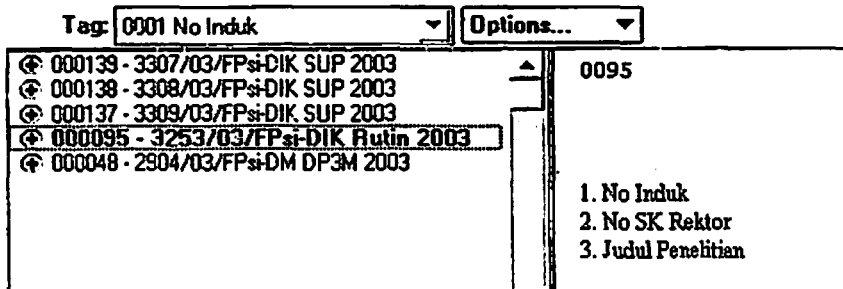 Tag: 0001 No Induk Options...
000139 - 3307/03/FPsi-DIK SUP 2003
000138 - 3308/03/FPsi-DIK SUP 2003
000137 - 3309/03/FPsi-DIK SUP 2003
000095 - 3253/03/FPsi-DIK Rutin 2003
000048 - 2904/03/FPsi-DM DP3M 2003
0095
1. No Induk
2. No SK Rektor
3. Judul Penelitian